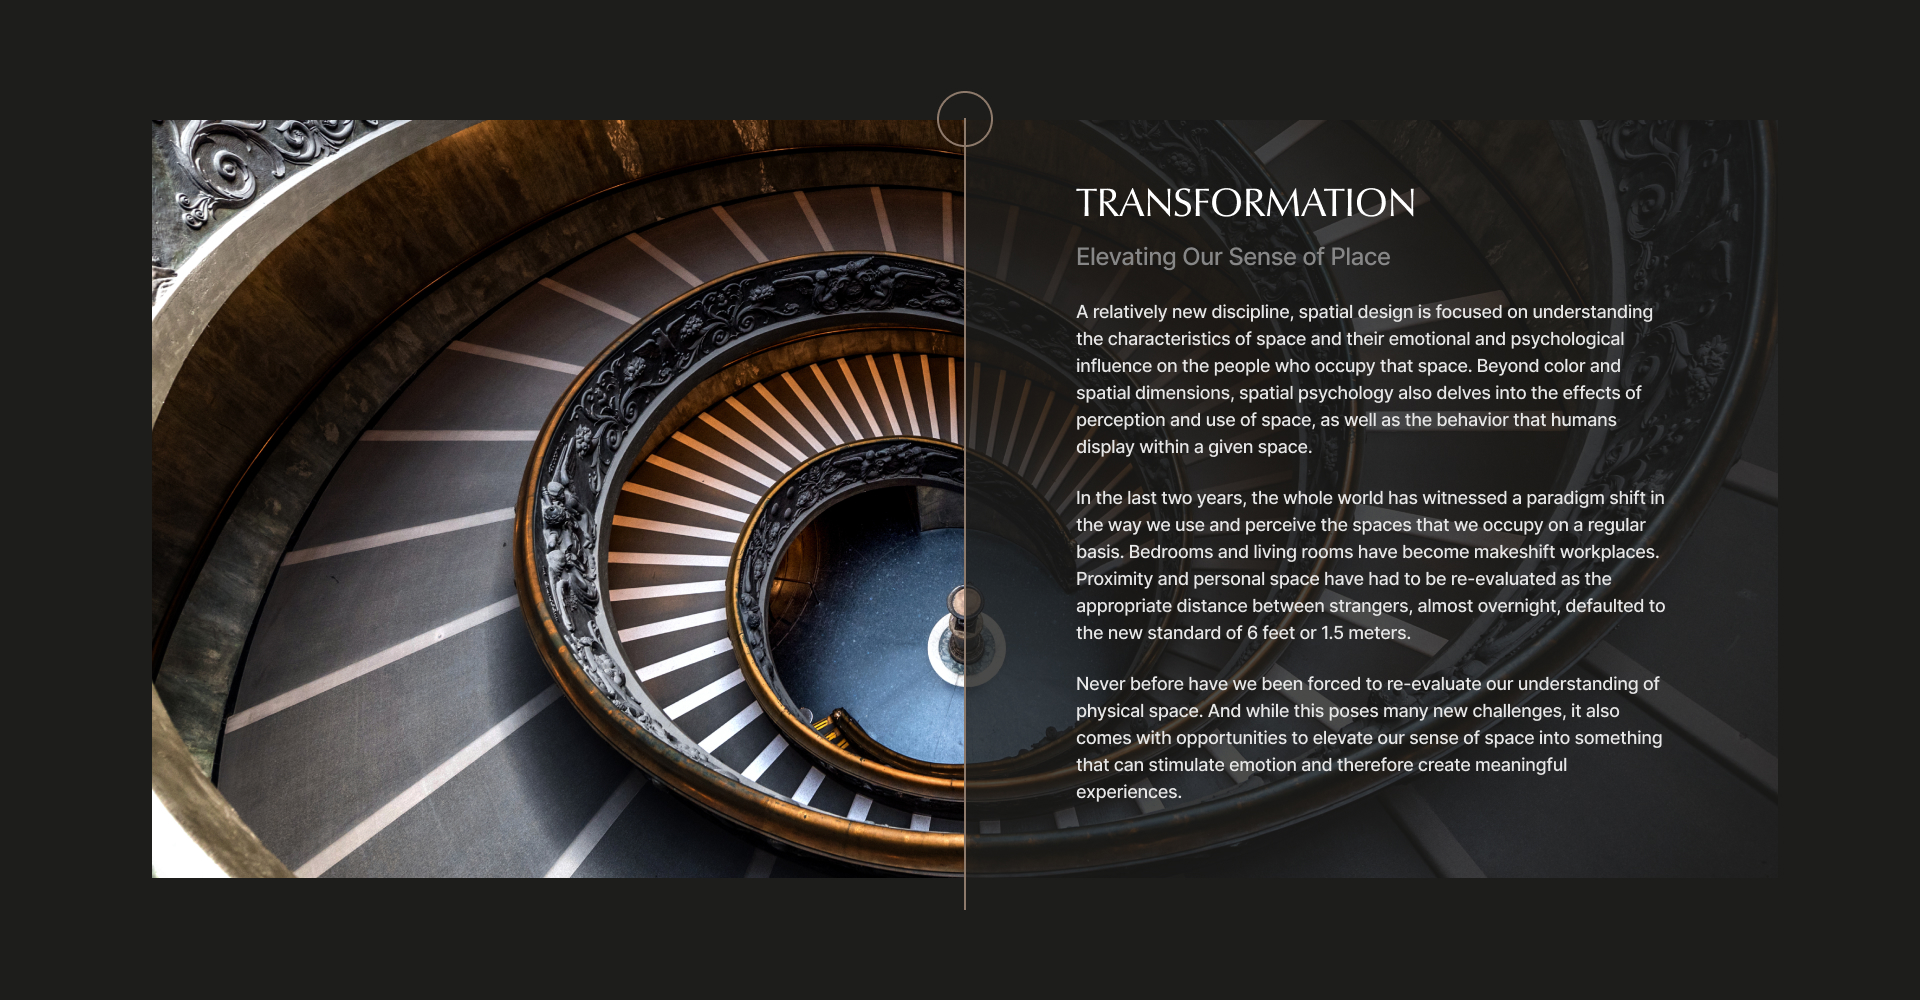 TRANSFORMATION
Elevating Our Sense of Place
A relatively new discipline, spatial design is focused on understanding
the characteristics of space and their emotional and psychological
influence on the people who occupy that space. Beyond color and
spatial dimensions, spatial psychology also delves into the effects of
perception and use of space, as well as the behavior that humans
display within a given space.
In the last two years, the whole world has witnessed a paradigm shift in
the way we use and perceive the spaces that we occupy on a regular
basis. Bedrooms and living rooms have become makeshift workplaces.
Proximity and personal space have had to be re-evaluated as the
appropriate distance between strangers, almost overnight, defaulted to
the new standard of 6 feet or 1.5 meters.
Never before have we been forced to re-evaluate our understanding of
physical space. And while this poses many new challenges, it also
comes with opportunities to elevate our sense of space into something
that can stimulate emotion and therefore create meaningful
experiences.